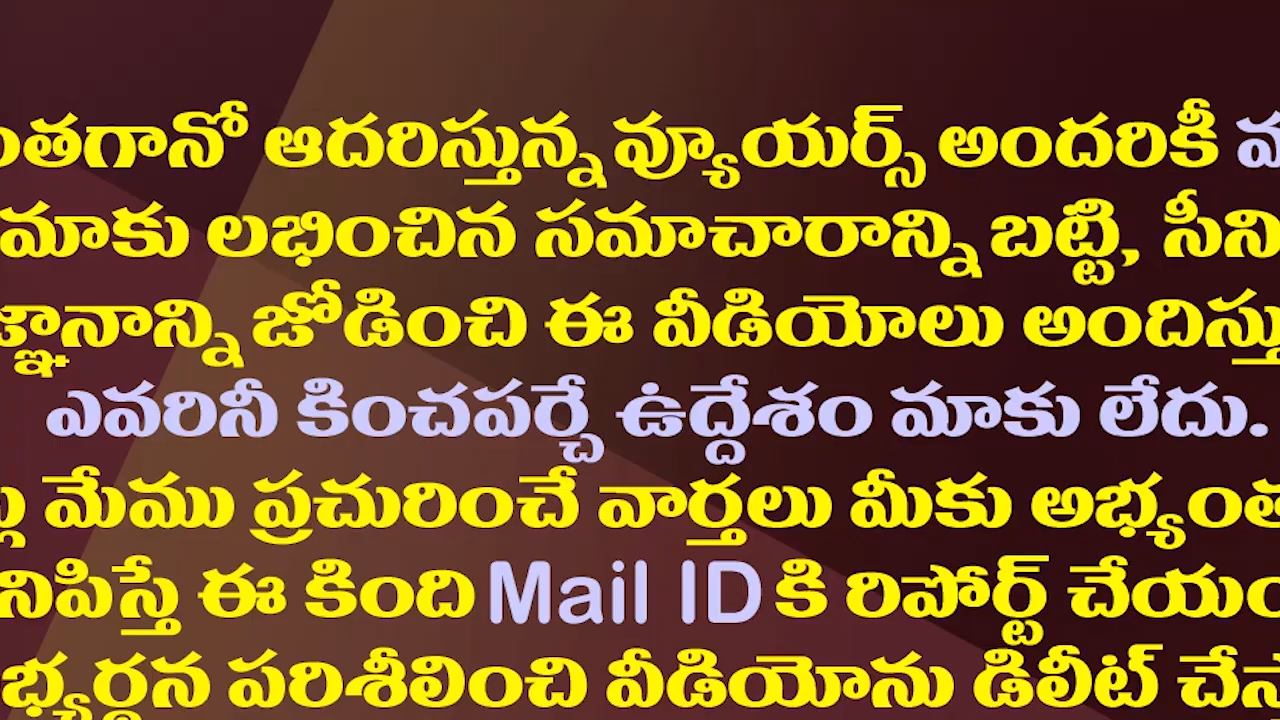 ంతగానో ఆదరిస్తున్న వ్యూయర్స్ అందరికీ
మాకు లభించిన సమాచారాన్ని బట్టి, సీని
జ్ఞానాన్ని జోడించి ఈ వీడియోలు అందిస్తు
ఎవరినీ కించపర్చే ఉద్దేశం మాకు లేదు.
ల్లు మేము ప్రచురించే వార్తలు మీకు అభ్యంత
నిపిస్తే ఈ కింది Mail ID కి రిపోర్ట్ చేయం
భ్యర్థన పరిశీలించి వీడియోను డిలీట్ చేస